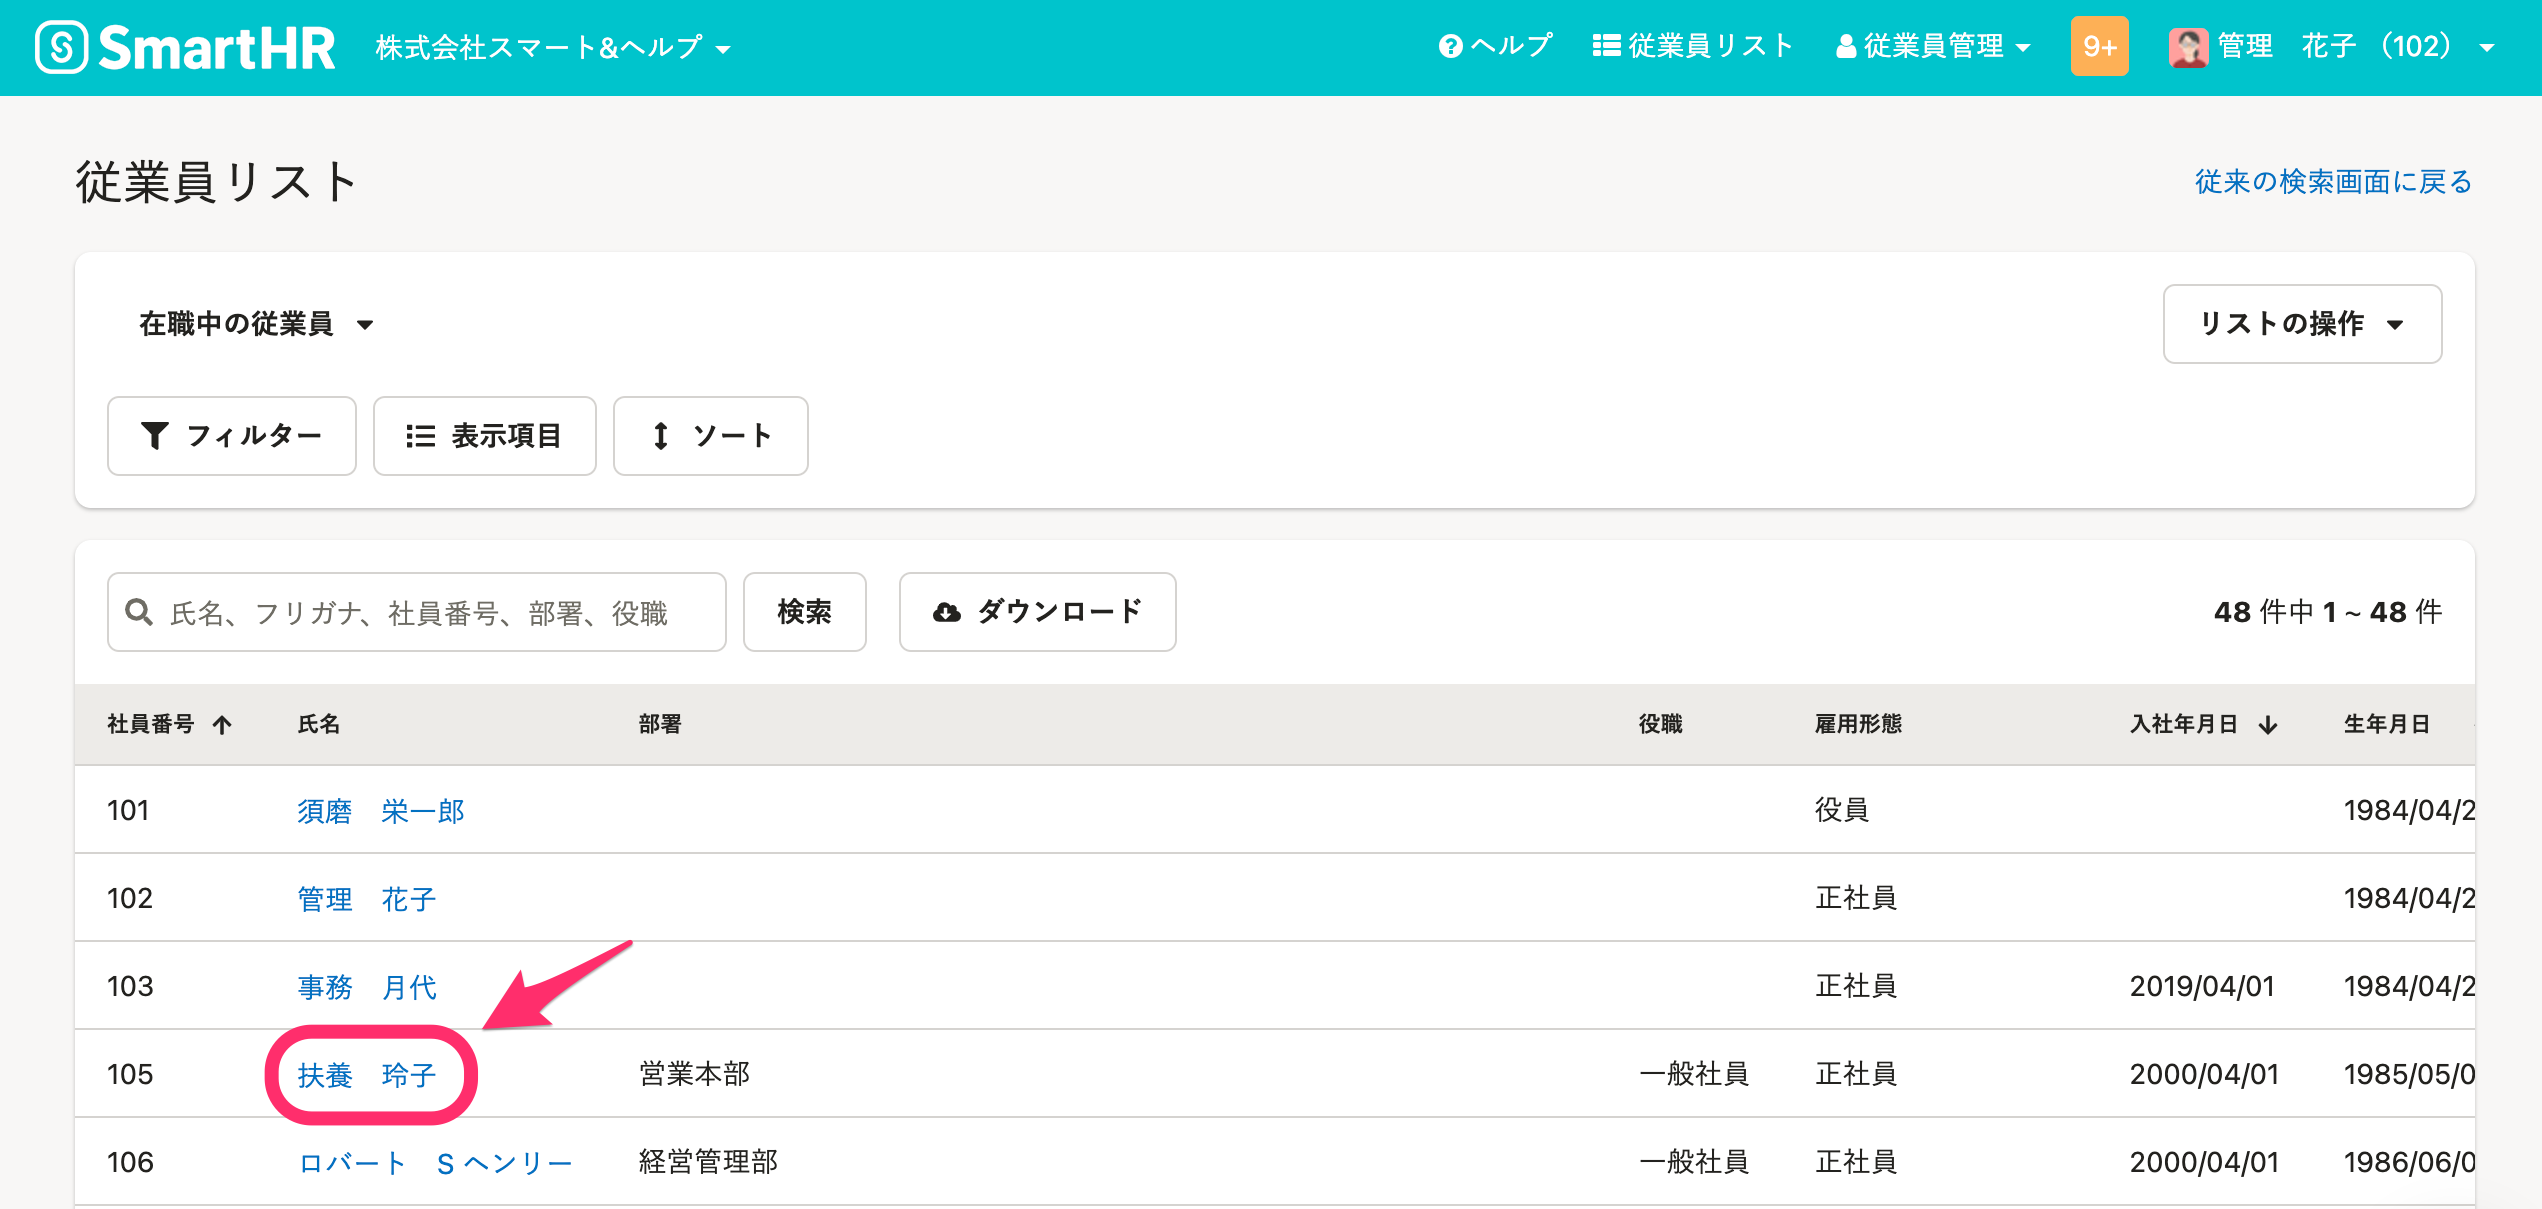 SmartHR 株式会社スマート&ヘルプ ヘルプ 従業員リスト 従業員管理 9+ 管理　花子 （102）
従業員リスト 従来の検索画面に戻る
在職中の従業員 リストの操作
フィルター 表示項目 ソート
氏名、フリガナ、社員番号、部署、役職 検索 ダウンロード 48 件中 1 ~ 48 件
社員番号 氏名 部署 役職 雇用形態 入社年月日 生年月日
101 須磨　栄一郎 役員 1984/04/2
102 管理　花子 正社員 1984/04/2
103 事務　月代 正社員 2019/04/01 1984/04/2
105 扶養　玲子 営業本部 一般社員 正社員 2000/04/01 1985/05/0
106 ロバート　S ヘンリー 経営管理部 一般社員 正社員 2000/04/01 1986/06/0